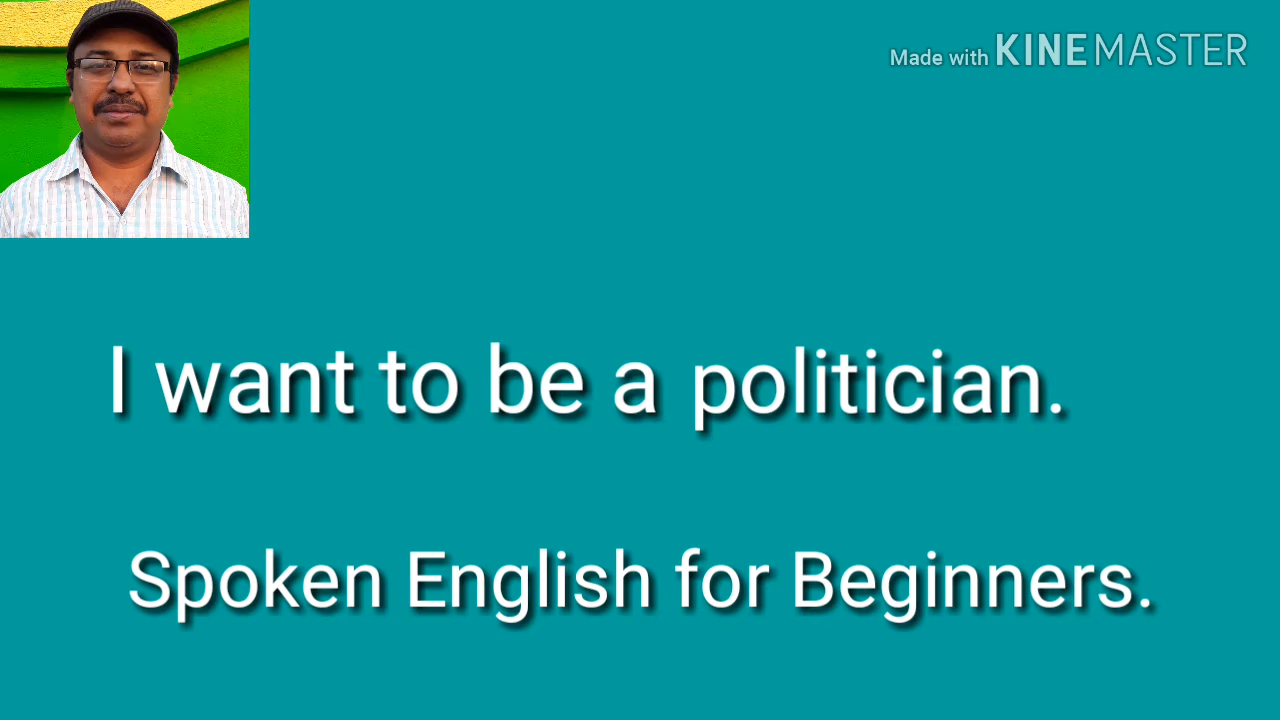 Made with KINEMASTER
I want to be a politician.
Spoken English for Beginners.